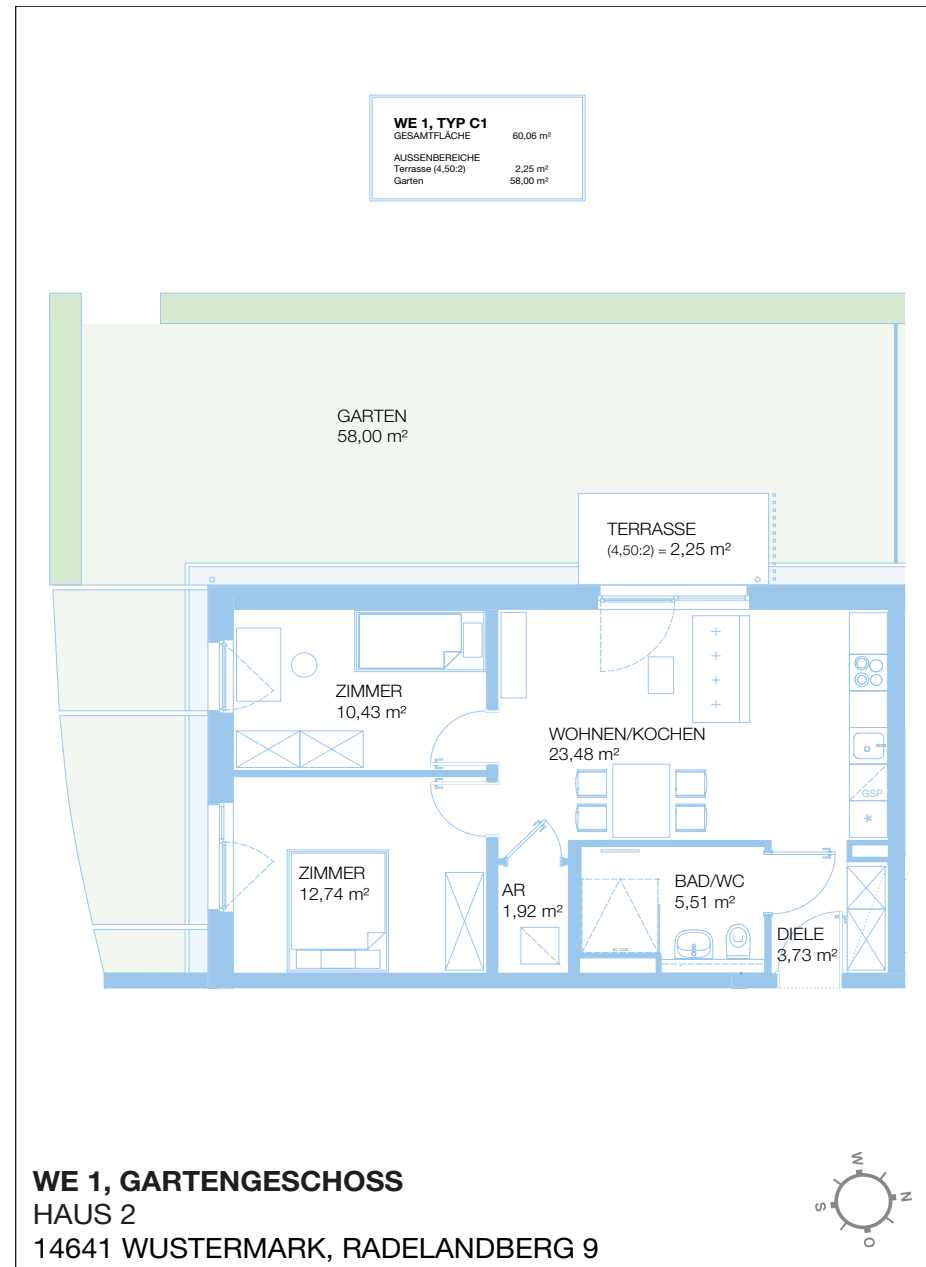 WE 1, TYP C1
GESAMTFLÄCHE 60,06 m²
AUSSENBEREICHE
Terrasse (4,50:2) 2,25 m²
Garten 58,00 m²
GARTEN
58,00 m²
TERRASSE
(4,50:2) = 2,25 m²
ZIMMER
10,43 m²
WOHNEN/KOCHEN
23,48 m²
GSP
ZIMMER
12,74 m²
AR
1,92 m²
BAD/WC
5,51 m²
DIELE
3,73 m²
WE 1, GARTENGESCHOSS
HAUS 2
14641 WUSTERMARK, RADELANDBERG 9
W
N
S
O